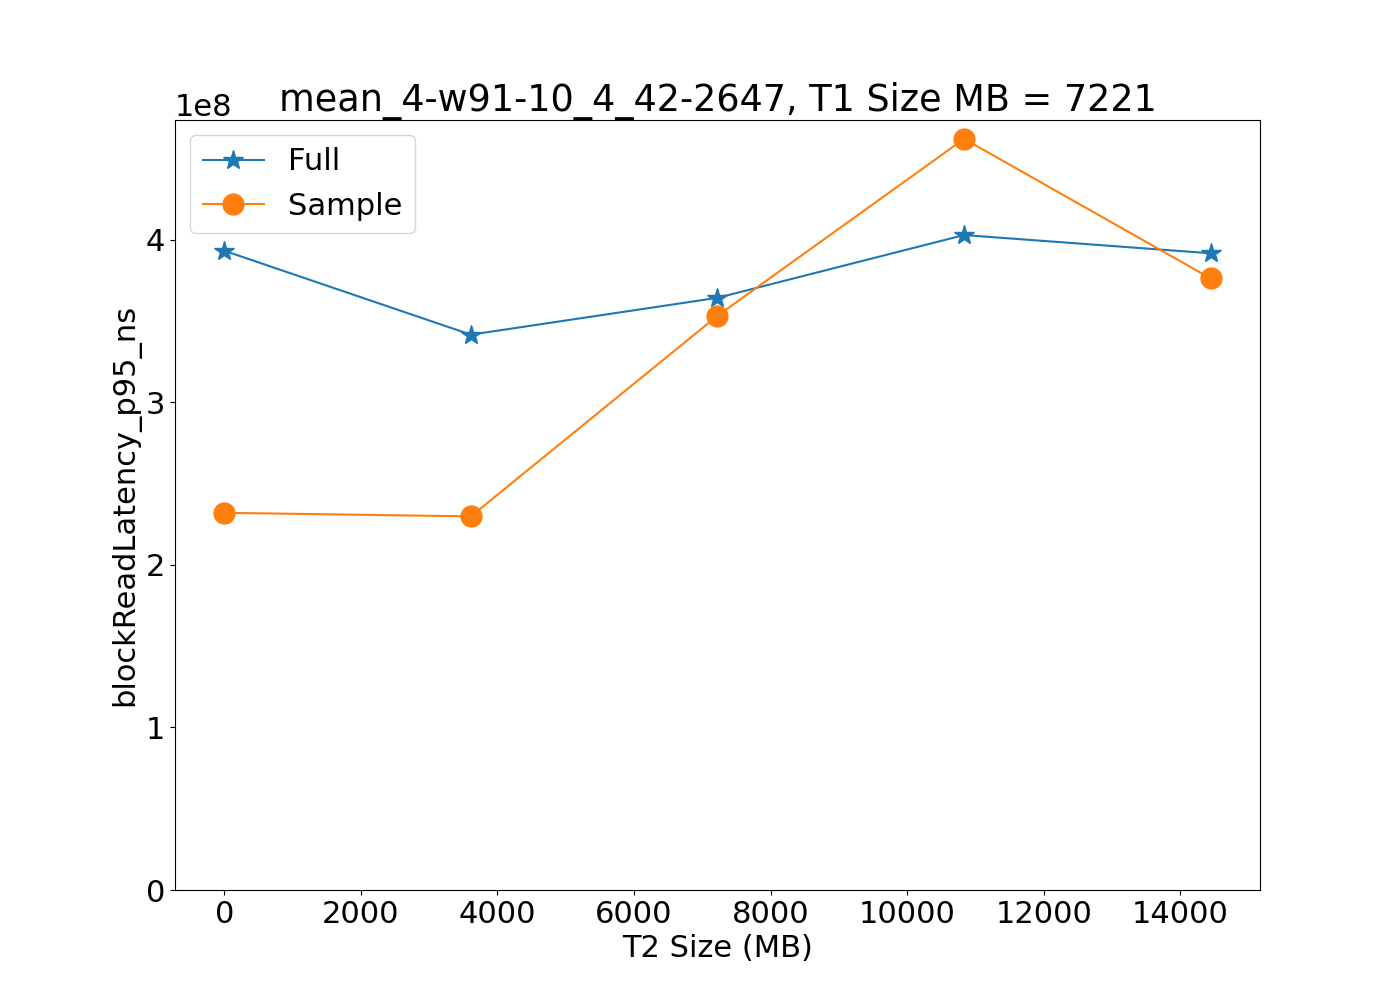 mean_4-w91-10_4_42-2647, T1 Size MB = 7221
1e8
Full
Sample
4
3
2
1
0
blockReadLatency_p95_ns
0 2000 4000 6000 8000 10000 12000 14000
T2 Size (MB)